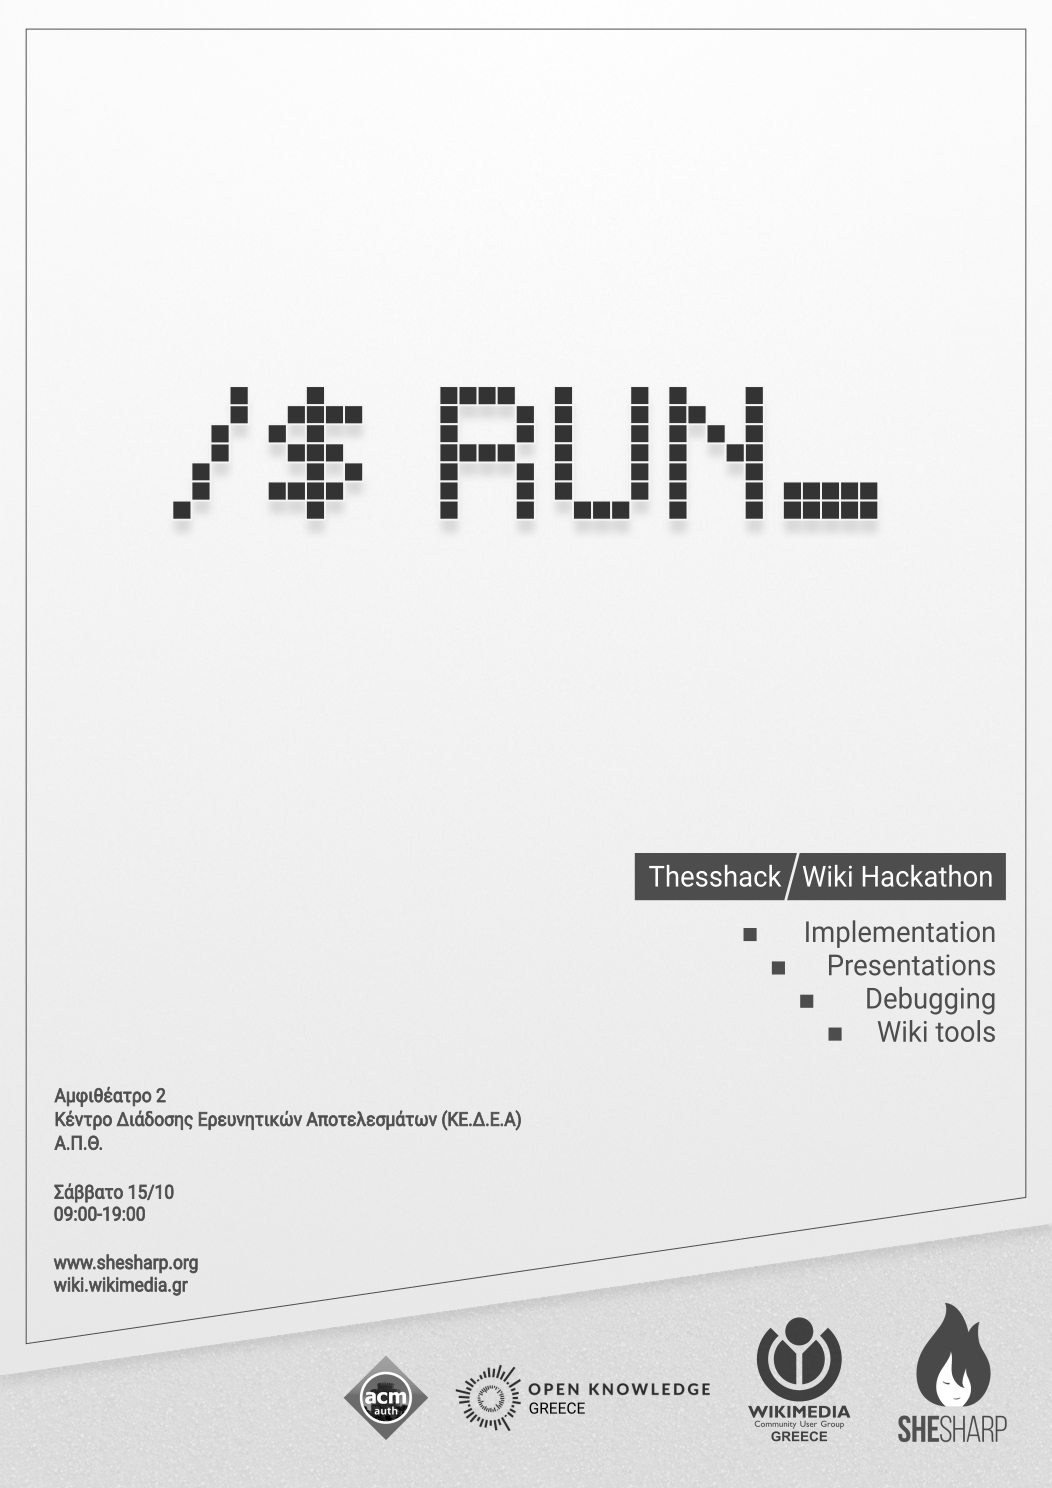 /$ RUN_
Thesshack / Wiki Hackathon
Implementation
Presentations
Debugging
Wiki tools
Αμφιθέατρο 2
Κέντρο Διάδοσης Ερευνητικών Αποτελεσμάτων (ΚΕ.Δ.Ε.Α)
Α.Π.Θ.
Σάββατο 15/10
09:00-19:00
www.shesharp.org
wiki.wikimedia.gr
acm
auth
OPEN KNOWLEDGE
GREECE
WIKIMEDIA
Community User Group
GREECE
SHESHARP